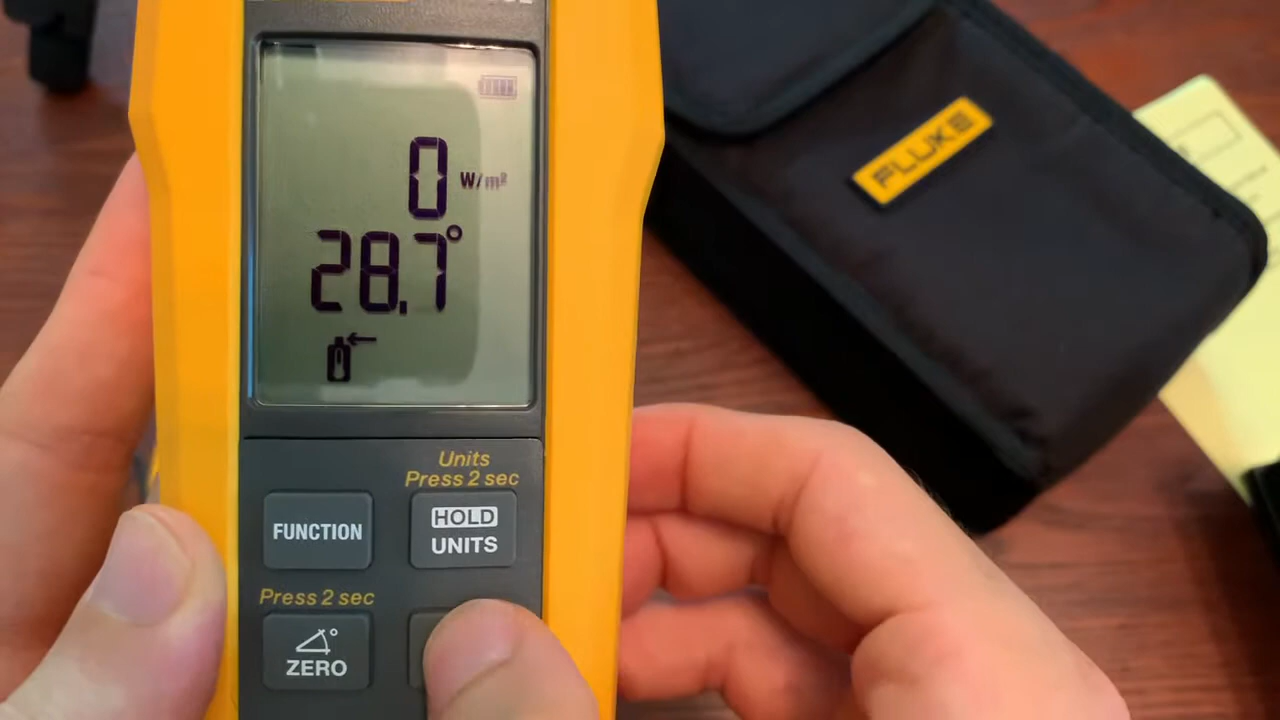 0 W/m²
28.7°
Units
Press 2 sec
FUNCTION
HOLD
UNITS
Press 2 sec
ZERO
FLUKE